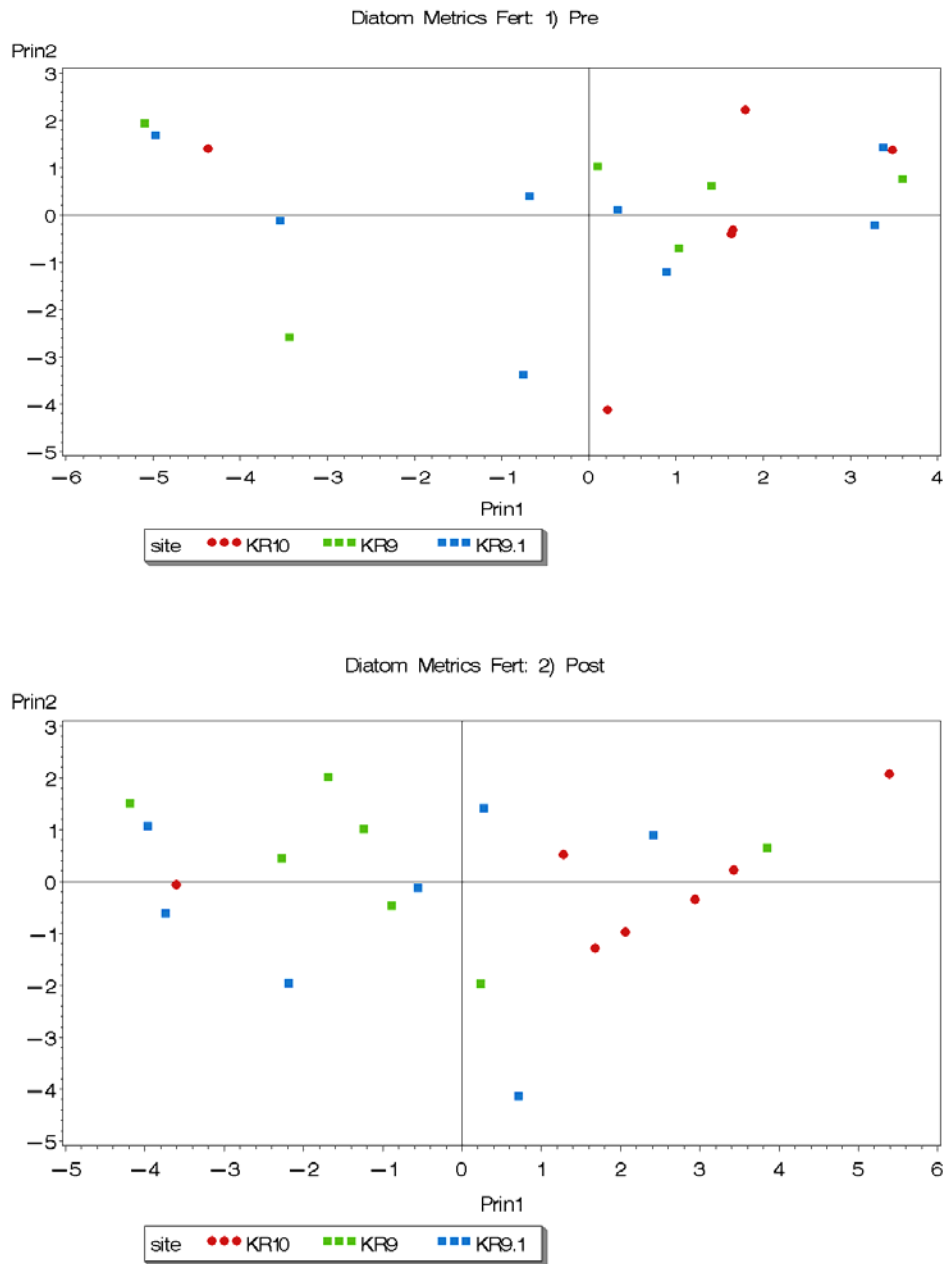 Diatom Metrics Fert: 1) Pre
Prin2
3
2
1
0
−1
−2
−3
−4
−5
−6 −5 −4 −3 −2 −1 0 1 2 3 4
Prin1
site KR10 KR9 KR9.1
Diatom Metrics Fert: 2) Post
Prin2
3
2
1
0
−1
−2
−3
−4
−5
−5 −4 −3 −2 −1 0 1 2 3 4 5 6
Prin1
site KR10 KR9 KR9.1